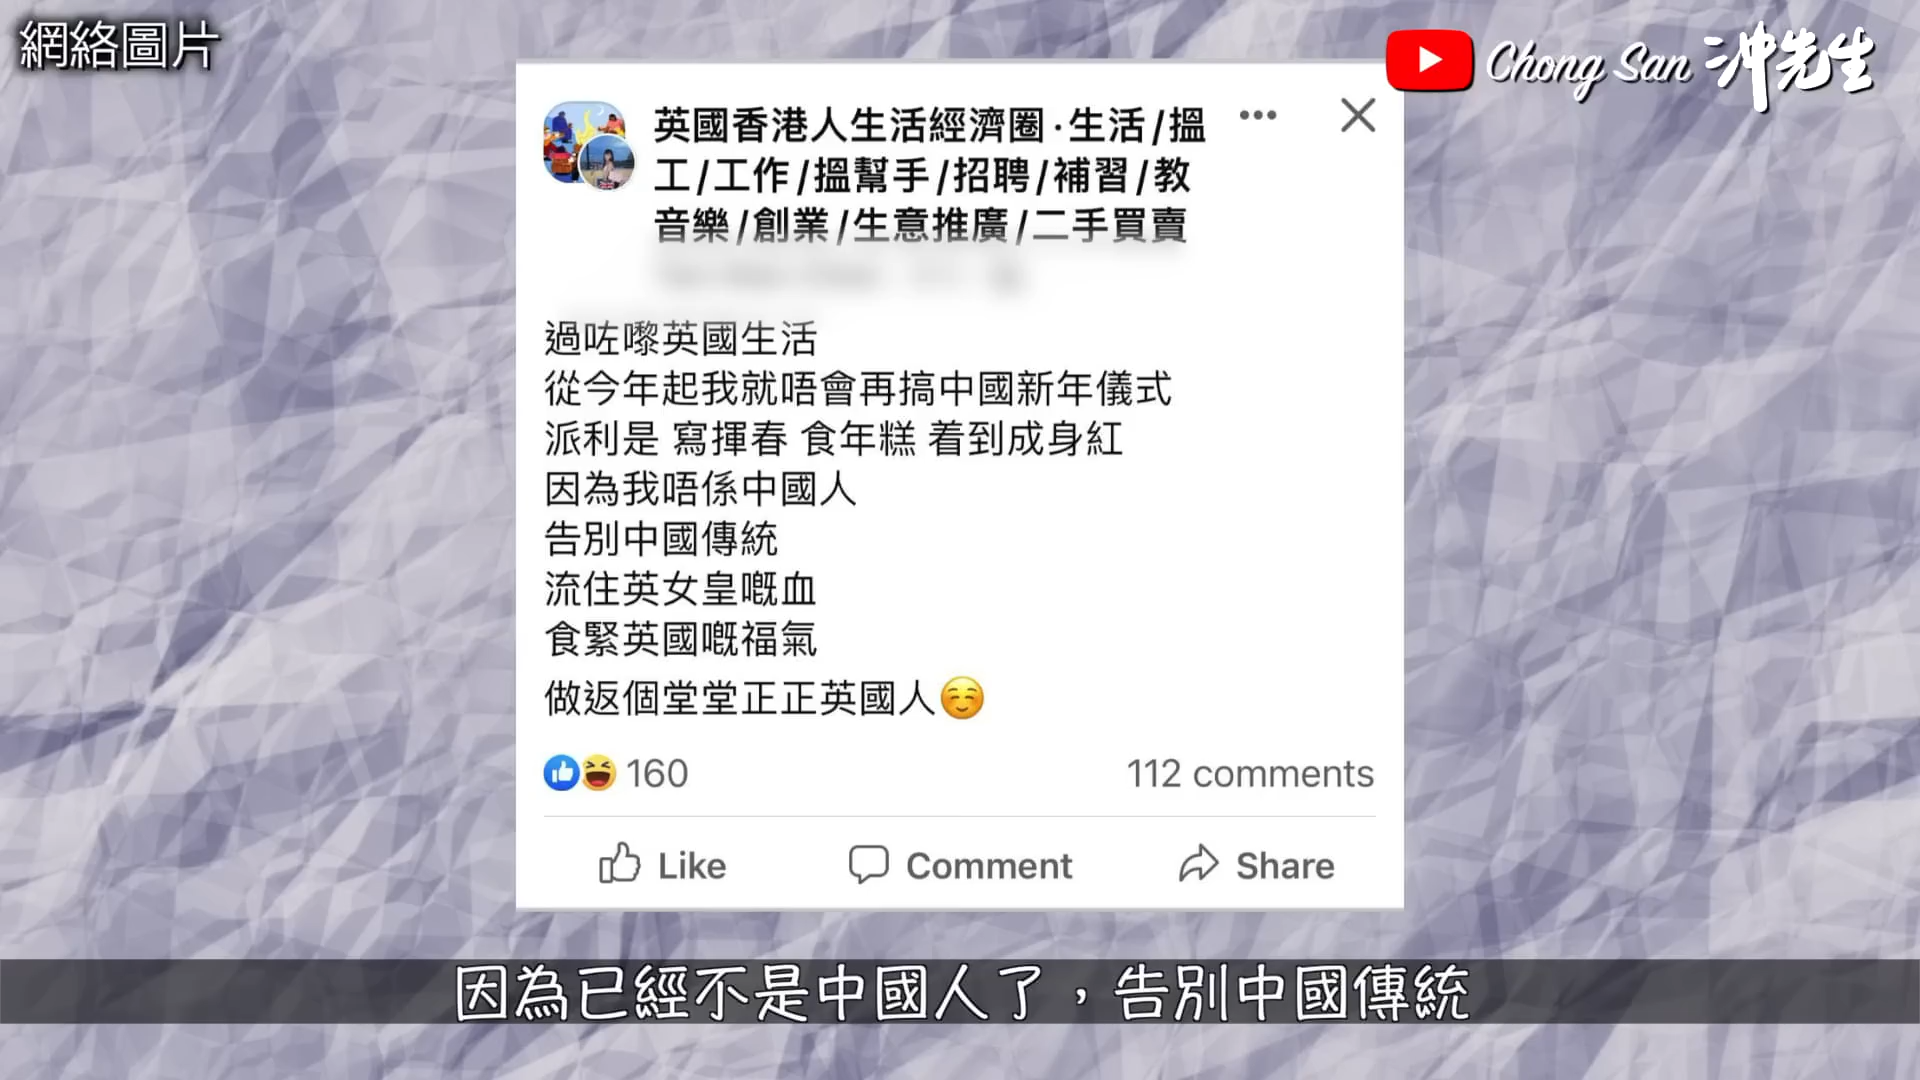 網絡圖片
Chong San 沖先生
英國香港人生活經濟圈·生活/搵
工/工作/搵幫手/招聘/補習/教
音樂/創業/生意推廣/二手買賣
過咗嚟英國生活
從今年起我就唔會再搞中國新年儀式
派利是 寫揮春 食年糕 着到成身紅
因為我唔係中國人
告別中國傳統
流住英女皇嘅血
食緊英國嘅福氣
做返個堂堂正正英國人
160
112 comments
Like
Comment
Share
因為已經不是中國人了，告別中國傳統